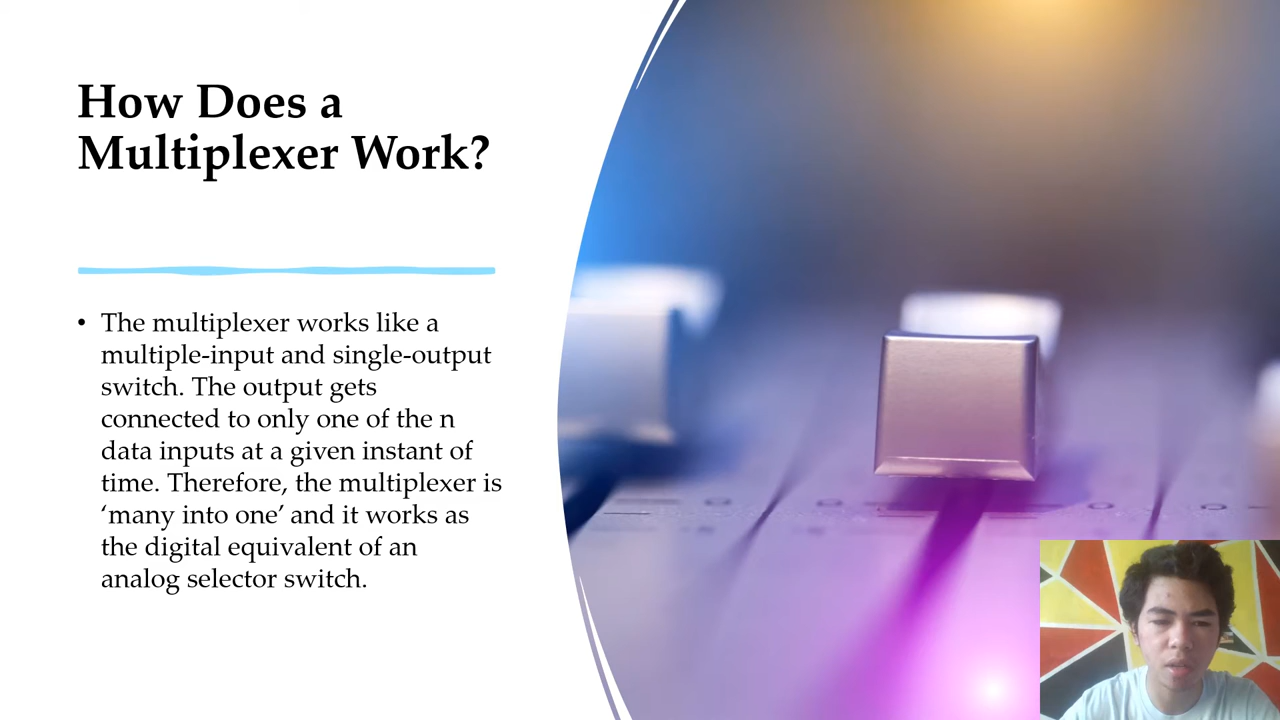 How Does a
Multiplexer Work?
• The multiplexer works like a
multiple-input and single-output
switch. The output gets
connected to only one of the n
data inputs at a given instant of
time. Therefore, the multiplexer is
‘many into one’ and it works as
the digital equivalent of an
analog selector switch.